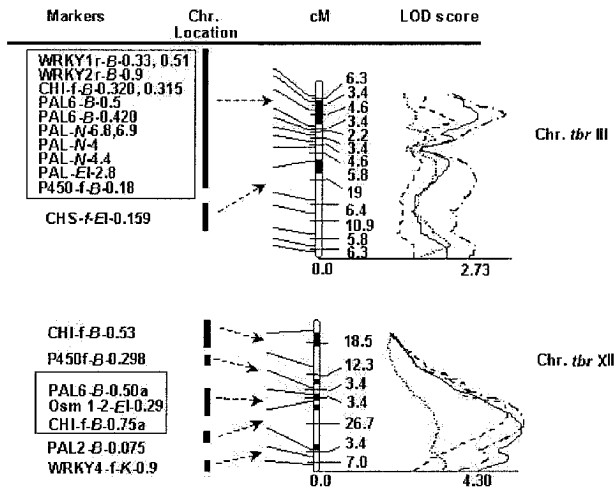 Markers Chr. Location cM LOD score
WRKY1r-B-0.33, 0.51
WRKY2r-B-0.9
CHI-f-B-0.320, 0.315
PAL6-B-0.5
PAL6-B-0.420
PAL-N-6.8,6.9
PAL-N-4
PAL-N-4.4
PAL-EI-2.8
P450-f-B-0.18
CHS-f-EI-0.159
6.3
3.4
4.6
3.4
2.2
3.4
4.6
5.8
19
6.4
10.9
5.8
6.3
Chr. tbr III
0.0 2.73
CHI-f-B-0.53
P450f-B-0.298
PAL6-B-0.50a
Osm 1-2-EI-0.29
CHI-f-B-0.75a
PAL2-B-0.075
WRKY4-f-K-0.9
18.5
12.3
3.4
3.4
26.7
3.4
7.0
Chr. tbr XII
0.0 4.30